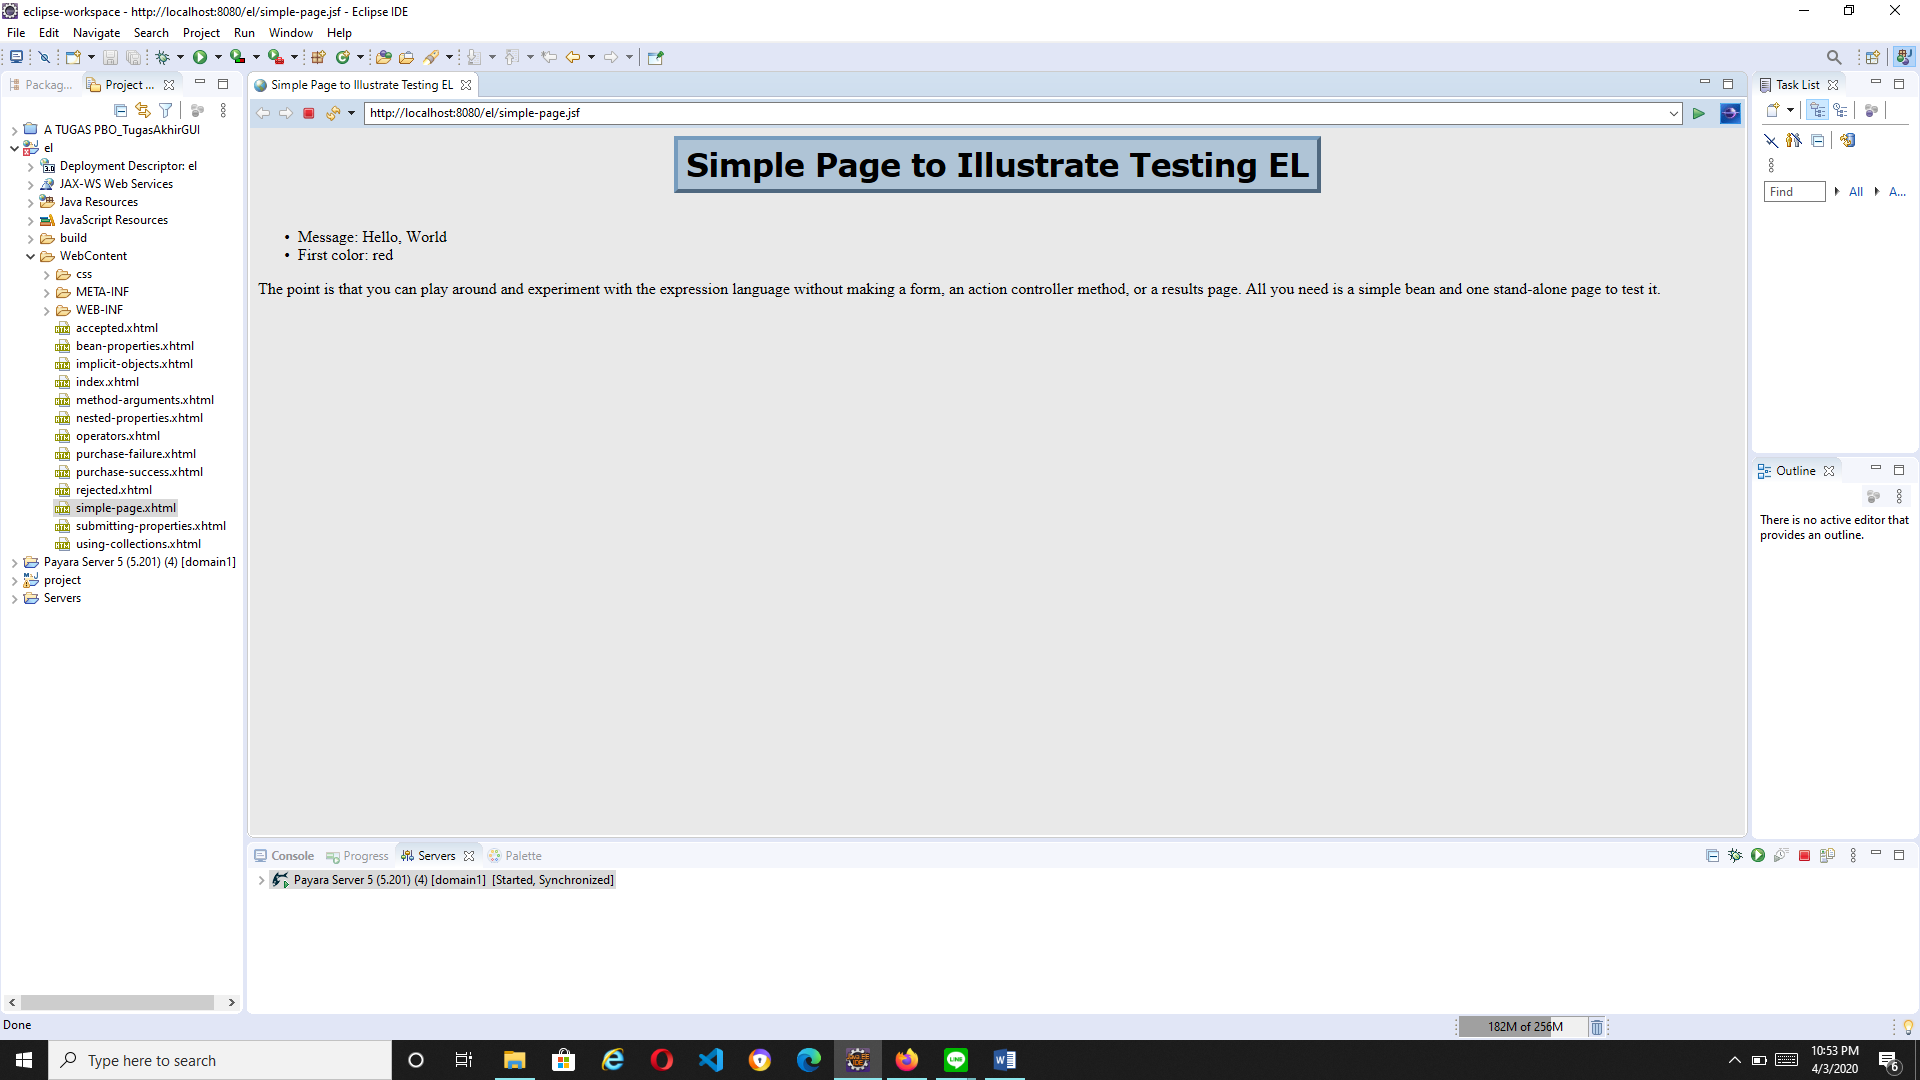 eclipse-workspace - http://localhost:8080/el/simple-page.jsf - Eclipse IDE
File Edit Navigate Search Project Run Window Help
Packag...
Project ...
A TUGAS PBO_TugasAkhirGUI
el
Deployment Descriptor: el
JAX-WS Web Services
Java Resources
JavaScript Resources
build
WebContent
css
META-INF
WEB-INF
accepted.xhtml
bean-properties.xhtml
implicit-objects.xhtml
index.xhtml
method-arguments.xhtml
nested-properties.xhtml
operators.xhtml
purchase-failure.xhtml
purchase-success.xhtml
rejected.xhtml
simple-page.xhtml
submitting-properties.xhtml
using-collections.xhtml
Payara Server 5 (5.201) (4) [domain1]
project
Servers
Simple Page to Illustrate Testing EL
http://localhost:8080/el/simple-page.jsf
Simple Page to Illustrate Testing EL
• Message: Hello, World
• First color: red
The point is that you can play around and experiment with the expression language without making a form, an action controller method, or a results page. All you need is a simple bean and one stand-alone page to test it.
Task List
Find All A...
Outline
There is no active editor that
provides an outline.
Console Progress Servers Palette
Payara Server 5 (5.201) (4) [domain1] [Started, Synchronized]
Done
182M of 256M
Type here to search
10:53 PM
4/3/2020
6